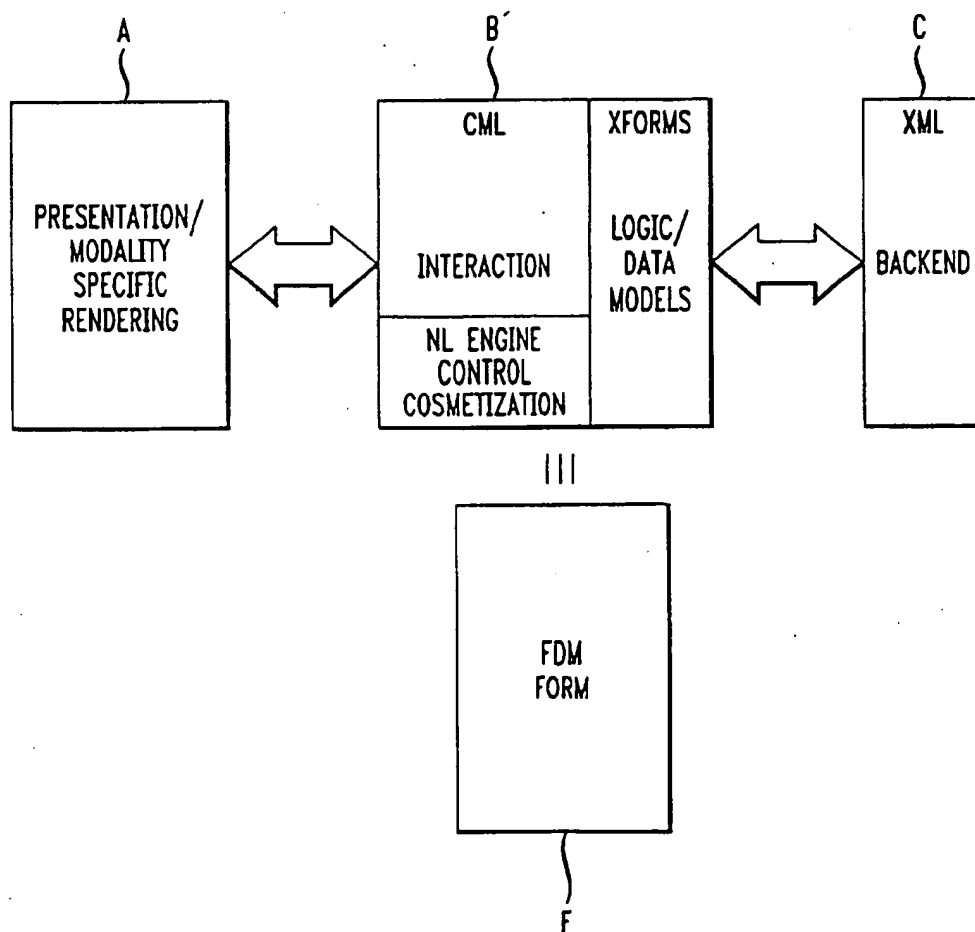 A
B´
C
PRESENTATION/
MODALITY
SPECIFIC
RENDERING
CML
INTERACTION
NL ENGINE
CONTROL
COSMETIZATION
XFORMS
LOGIC/
DATA
MODELS
XML
BACKEND
FDM
FORM
F